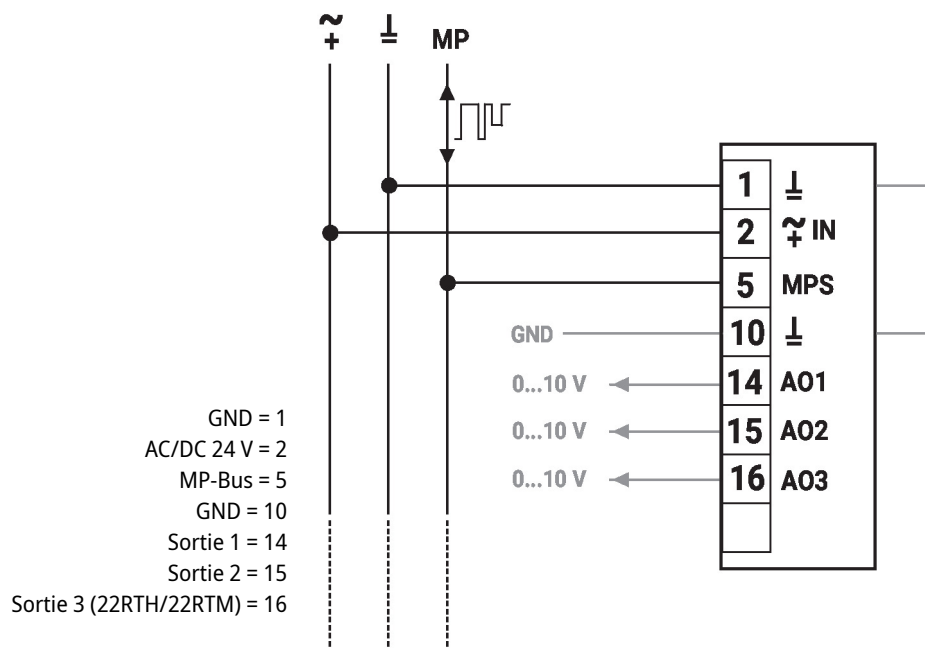 ~
+ ⊥ MP
1 ⊥
2 ~
+ IN
5 MPS
GND 10 ⊥
0...10 V 14 AO1
0...10 V 15 AO2
0...10 V 16 AO3
GND = 1
AC/DC 24 V = 2
MP-Bus = 5
GND = 10
Sortie 1 = 14
Sortie 2 = 15
Sortie 3 (22RTH/22RTM) = 16